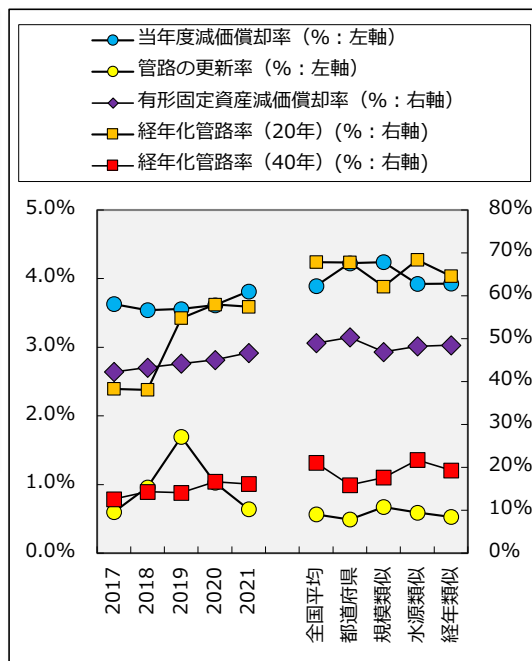 当年度減価償却率（%：左軸）
管路の更新率（%：左軸）
有形固定資産減価償却率（%：右軸）
経年化管路率（20年）(%：右軸)
経年化管路率（40年）(%：右軸)
5.0%
4.0%
3.0%
2.0%
1.0%
0.0%
80%
70%
60%
50%
40%
30%
20%
10%
0%
2017
2018
2019
2020
2021
全国平均
都道府県
規模類似
水源類似
経年類似